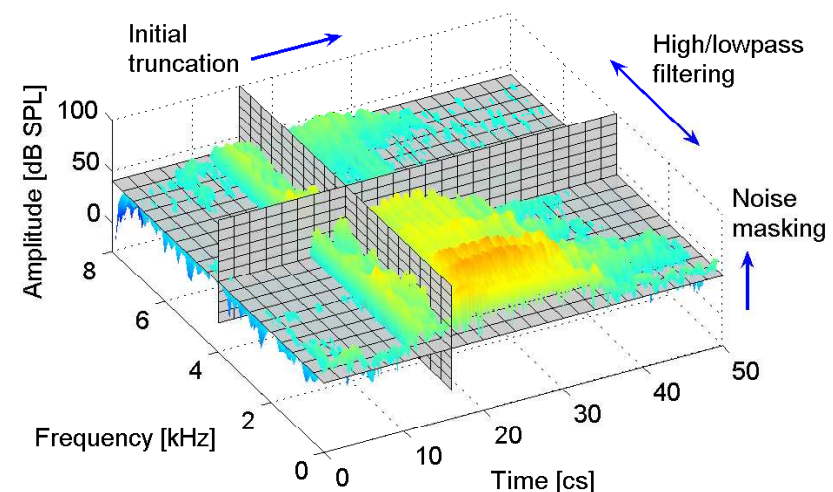 Initial
truncation
High/lowpass
filtering
Noise
masking
Amplitude [dB SPL]
100
50
0
8
6
4
2
0
Frequency [kHz]
0
10
20
30
40
50
Time [cs]